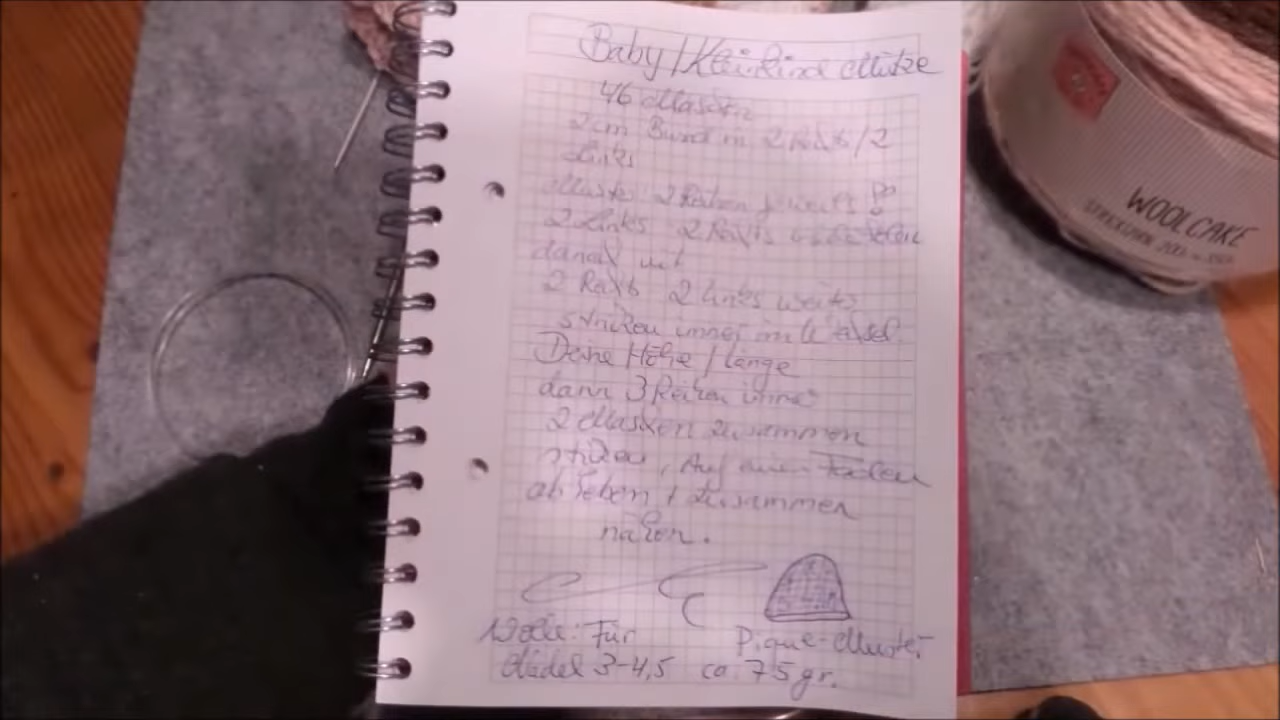 Baby/Kleinkind Mütze
46 Maschen
2cm Bund m. 2 Rechts/2
Links
Muster 2 Reihen jeweils
2 Links 2 Rechts
danach mit
2 Rechts 2 Links weiter
stricken immer im Wechsel.
Deine Höhe/Länge
dann 3 Reihen immer
2 Maschen zusammen
stricken, Auf einen Faden
abheben + zusammen
nähen.
Wolle: Für
Nadel 3-4,5 ca. 75 gr.
Pique-Muster
WOOLCAKE